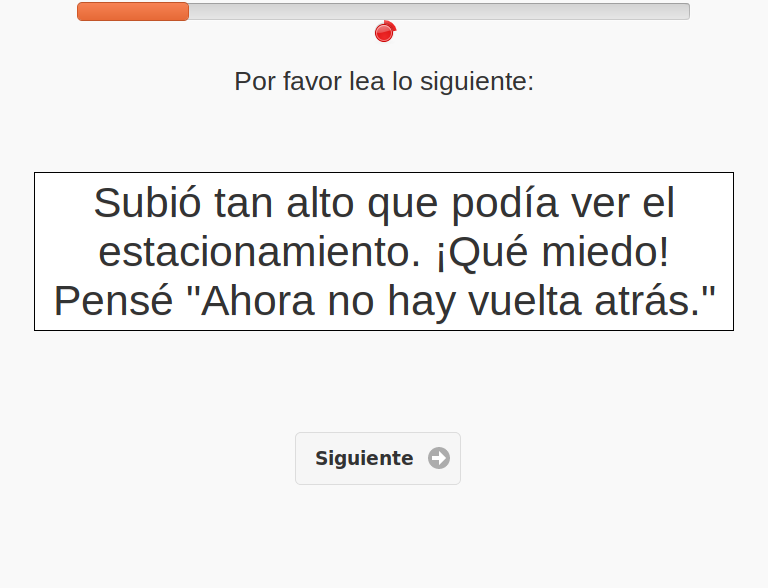 Por favor lea lo siguiente:
Subió tan alto que podía ver el
estacionamiento. ¡Qué miedo!
Pensé "Ahora no hay vuelta atrás."
Siguiente